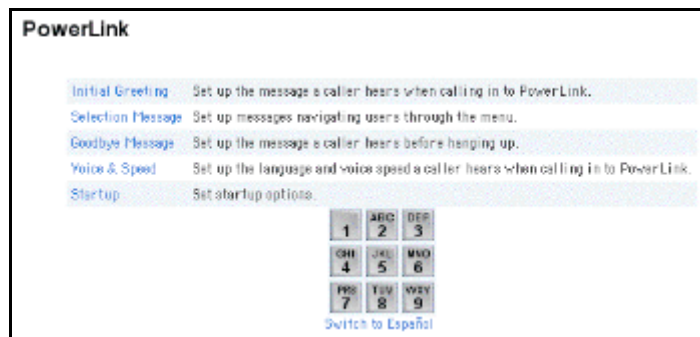 PowerLink
Initial Greeting Set up the message a caller hears when calling in to PowerLink.
Selection Message Set up messages navigating users through the menu.
Goodbye Message Set up the message a caller hears before hanging up.
Voice & Speed Set up the language and voice speed a caller hears when calling in to PowerLink.
Startup Set startup options.
ABC DEF
1 2 3
GHI JKL MNO
4 5 6
PRS TUV WXY
7 8 9
Switch to Español